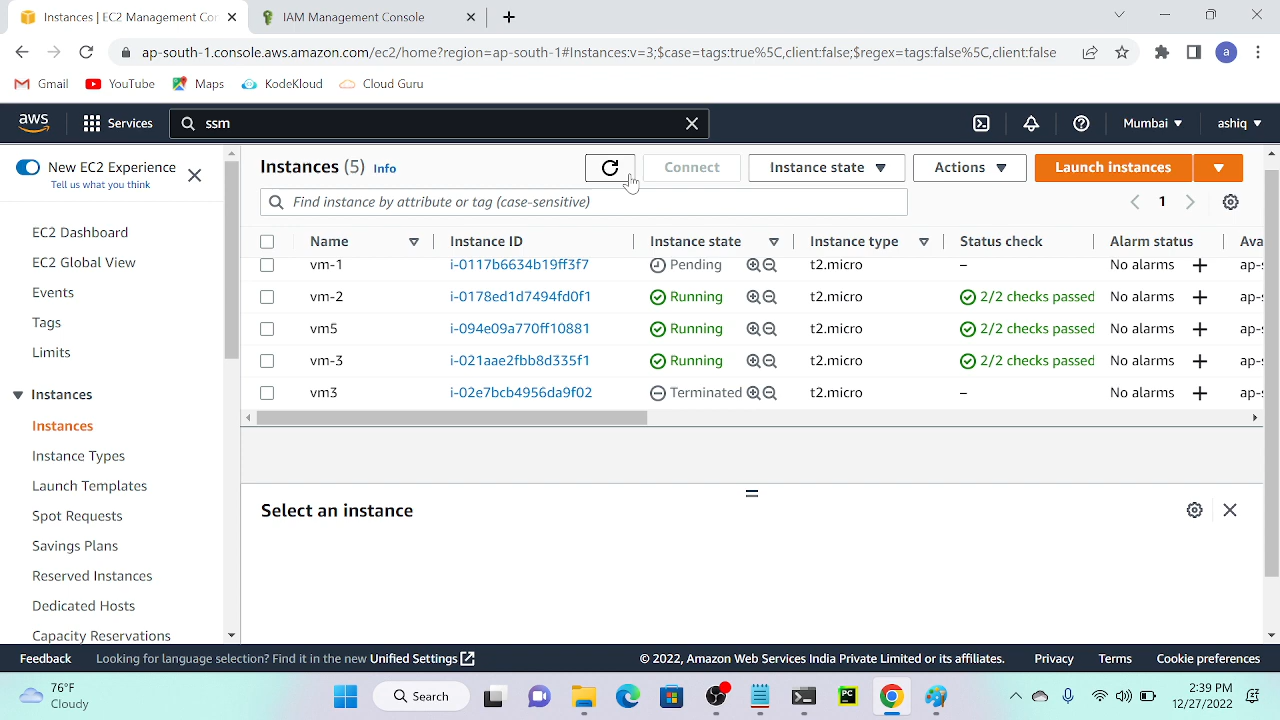 Instances | EC2 Management Cor
IAM Management Console
ap-south-1.console.aws.amazon.com/ec2/home?region=ap-south-1#Instances:v=3;$case=tags:true%5C,client:false;$regex=tags:false%5C,client:false
a
Gmail YouTube Maps KodeKloud Cloud Guru
aws Services ssm Mumbai ashiq
New EC2 Experience
Tell us what you think
EC2 Dashboard
EC2 Global View
Events
Tags
Limits
Instances
Instances
Instance Types
Launch Templates
Spot Requests
Savings Plans
Reserved Instances
Dedicated Hosts
Capacity Reservations
Instances (5) Info Connect Instance state Actions Launch instances
Find instance by attribute or tag (case-sensitive) 1
Name Instance ID Instance state Instance type Status check Alarm status Ava
vm-1 i-0117b6634b19ff3f7 Pending t2.micro – No alarms + ap-s
vm-2 i-0178ed1d7494fd0f1 Running t2.micro 2/2 checks passed No alarms + ap-s
vm5 i-094e09a770ff10881 Running t2.micro 2/2 checks passed No alarms + ap-s
vm-3 i-021aae2fbb8d335f1 Running t2.micro 2/2 checks passed No alarms + ap-s
vm3 i-02e7bcb4956da9f02 Terminated t2.micro – No alarms + ap-s
Select an instance
Feedback Looking for language selection? Find it in the new Unified Settings © 2022, Amazon Web Services India Private Limited or its affiliates. Privacy Terms Cookie preferences
76°F
Cloudy
Search
PC
2:39 PM
12/27/2022